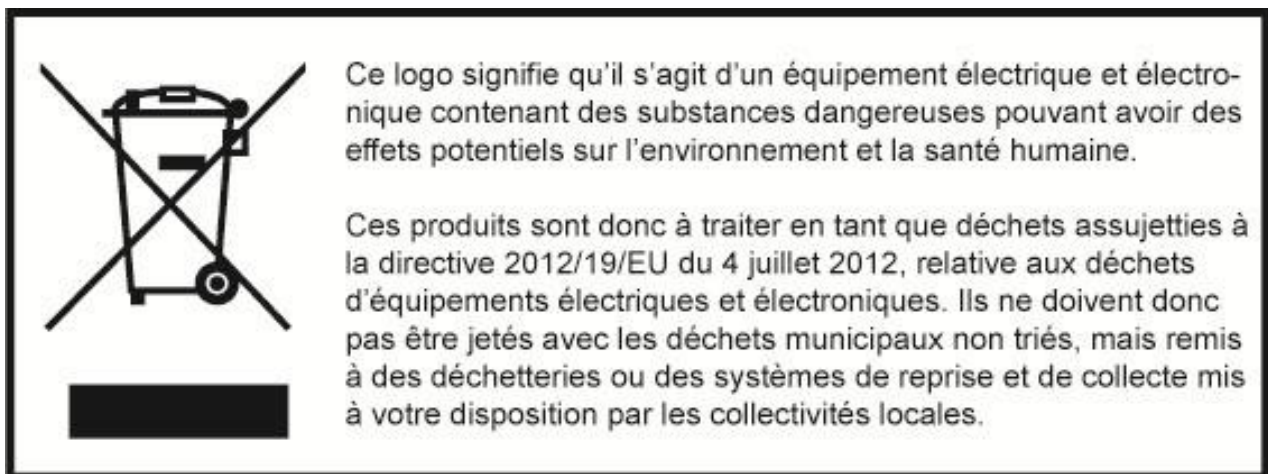 Ce logo signifie qu’il s’agit d’un équipement électrique et électro-
nique contenant des substances dangereuses pouvant avoir des
effets potentiels sur l’environnement et la santé humaine.
Ces produits sont donc à traiter en tant que déchets assujetties à
la directive 2012/19/EU du 4 juillet 2012, relative aux déchets
d’équipements électriques et électroniques. Ils ne doivent donc
pas être jetés avec les déchets municipaux non triés, mais remis
à des déchetteries ou des systèmes de reprise et de collecte mis
à votre disposition par les collectivités locales.